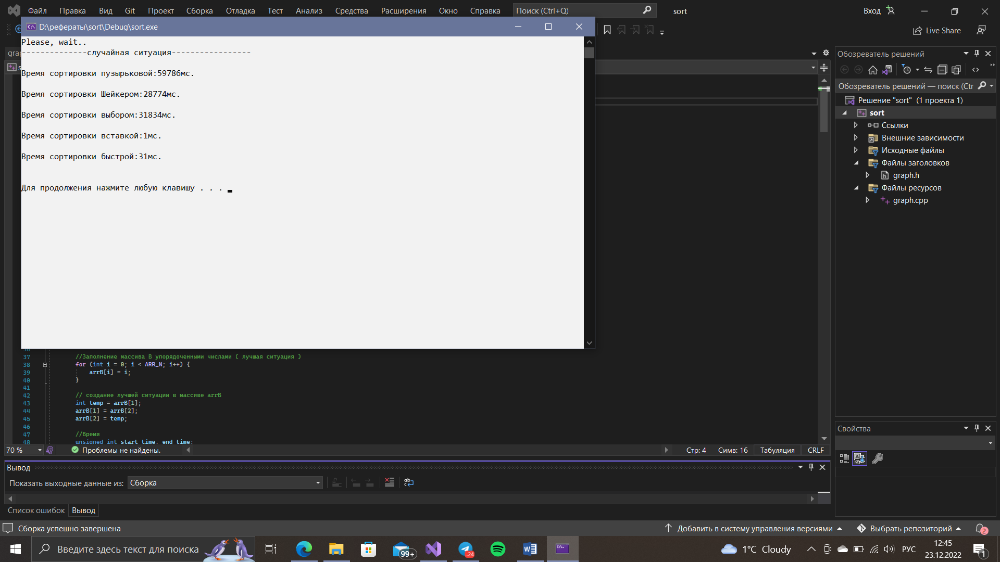 Файл Правка Вид Git Проект Сборка Отладка Тест Анализ Средства Расширения Окно Справка Поиск (Ctrl+Q) sort Вход
D:\рефераты\sort\Debug\sort.exe
Live Share
Please, wait..
--------------случайная ситуация-----------------
Время сортировки пузырьковой:59786мс.
Время сортировки Шейкером:28774мс.
Время сортировки выбором:31834мс.
Время сортировки вставкой:1мс.
Время сортировки быстрой:31мс.
Для продолжения нажмите любую клавишу . . .
Обозреватель решений
Обозреватель решений — поиск (Ctr
Решение "sort" (1 проекта 1)
sort
Ссылки
Внешние зависимости
Исходные файлы
Файлы заголовков
graph.h
Файлы ресурсов
graph.cpp
37 //Заполнение массива B упорядоченными числами ( лучшая ситуация )
38 for (int i = 0; i < ARR_N; i++) {
39 arrB[i] = i;
40 }
41
42 // создание лучшей ситуации в массиве arrB
43 int temp = arrB[1];
44 arrB[1] = arrB[2];
45 arrB[2] = temp;
46
47 //Время
48 unsigned int start_time, end_time;
70 % Проблемы не найдены. Стр: 4 Симв: 16 Табуляция CRLF
Свойства
Вывод
Показать выходные данные из: Сборка
Список ошибок Вывод
Сборка успешно завершена Добавить в систему управления версиями Выбрать репозиторий 2
Введите здесь текст для поиска 99+ ..24 1°C Cloudy РУС 12:45
23.12.2022 1